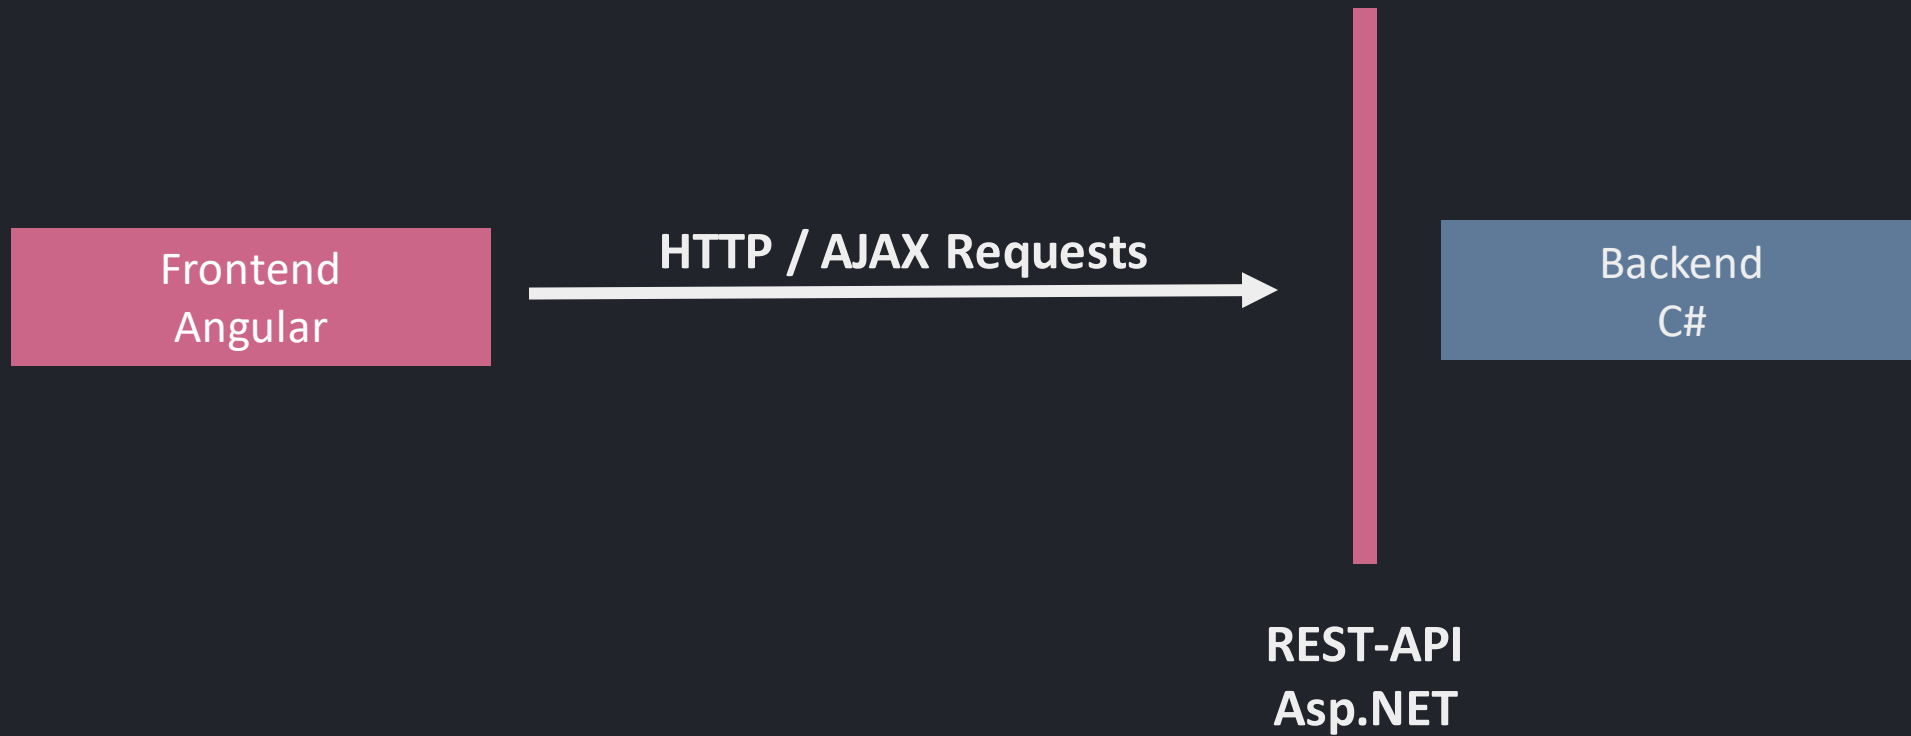 Frontend
Angular
HTTP / AJAX Requests
Backend
C#
REST-API
Asp.NET